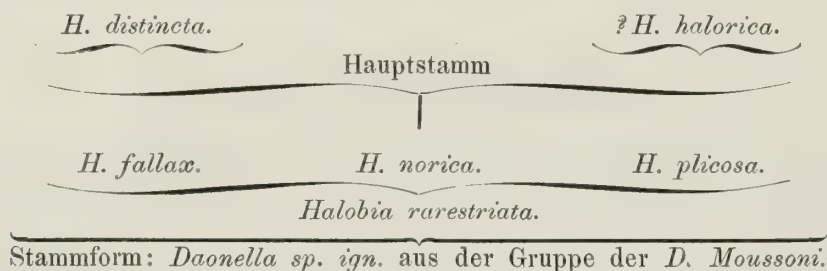 H. distincta. ? H. halorica.
Hauptstamm
H. fallax. H. norica. H. plicosa.
Halobia rarestriata.
Stammform: Daonella sp. ign. aus der Gruppe der D. Moussoni.